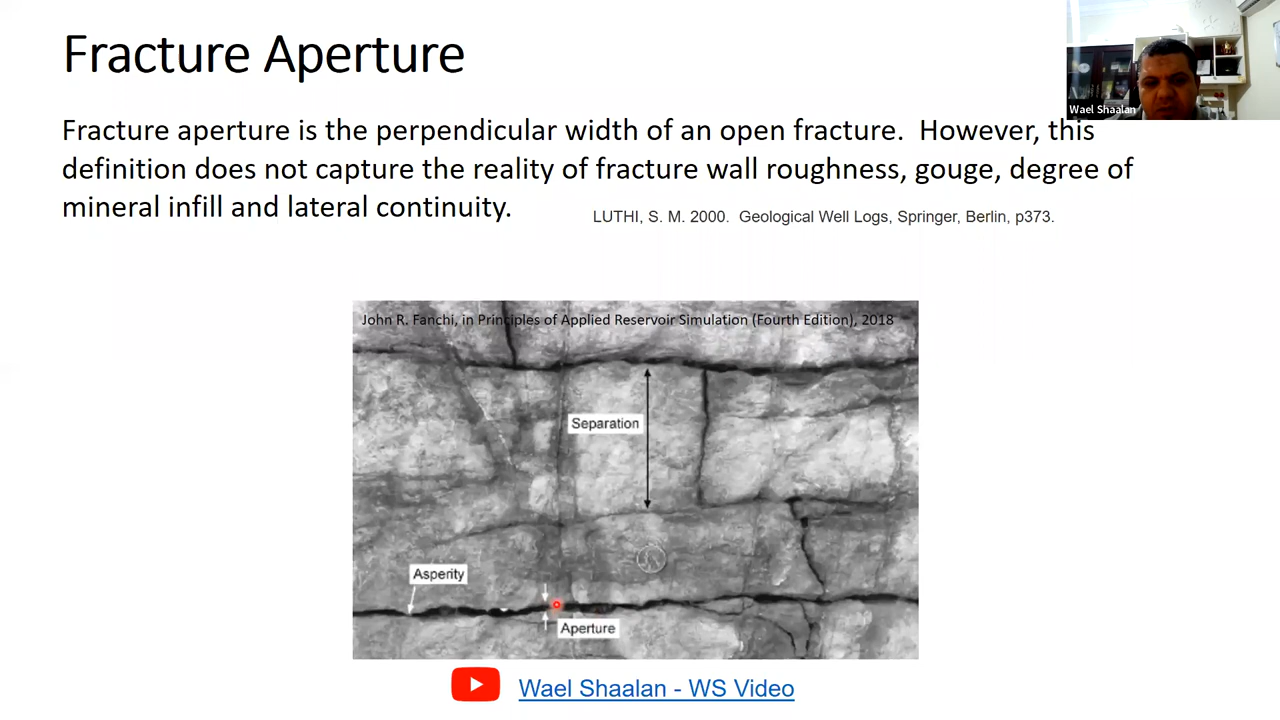 Fracture Aperture
Wael Shaalan
Fracture aperture is the perpendicular width of an open fracture.  However, this
definition does not capture the reality of fracture wall roughness, gouge, degree of
mineral infill and lateral continuity.
LUTHI, S. M. 2000.  Geological Well Logs, Springer, Berlin, p373.
John R. Fanchi, in Principles of Applied Reservoir Simulation (Fourth Edition), 2018
Separation
Asperity
Aperture
Wael Shaalan - WS Video